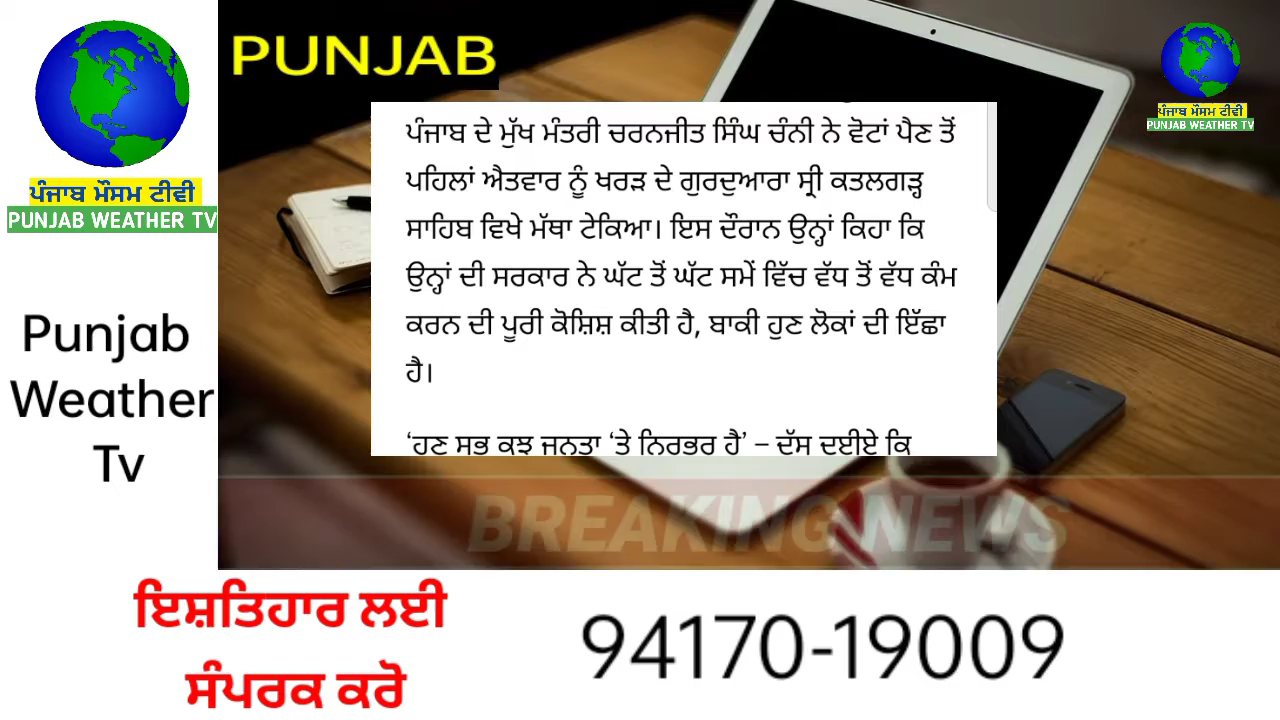 PUNJAB
ਪੰਜਾਬ ਮੌਸਮ ਟੀਵੀ
PUNJAB WEATHER TV
ਪੰਜਾਬ ਮੌਸਮ ਟੀਵੀ
PUNJAB WEATHER TV
ਪੰਜਾਬ ਦੇ ਮੁੱਖ ਮੰਤਰੀ ਚਰਨਜੀਤ ਸਿੰਘ ਚੰਨੀ ਨੇ ਵੋਟਾਂ ਪੈਣ ਤੋਂ
ਪਹਿਲਾਂ ਐਤਵਾਰ ਨੂੰ ਖਰੜ ਦੇ ਗੁਰਦੁਆਰਾ ਸ੍ਰੀ ਕਤਲਗੜ੍ਹ
ਸਾਹਿਬ ਵਿਖੇ ਮੱਥਾ ਟੇਕਿਆ। ਇਸ ਦੌਰਾਨ ਉਨ੍ਹਾਂ ਕਿਹਾ ਕਿ
ਉਨ੍ਹਾਂ ਦੀ ਸਰਕਾਰ ਨੇ ਘੱਟ ਤੋਂ ਘੱਟ ਸਮੇਂ ਵਿੱਚ ਵੱਧ ਤੋਂ ਵੱਧ ਕੰਮ
ਕਰਨ ਦੀ ਪੂਰੀ ਕੋਸ਼ਿਸ਼ ਕੀਤੀ ਹੈ, ਬਾਕੀ ਹੁਣ ਲੋਕਾਂ ਦੀ ਇੱਛਾ
ਹੈ।
‘ਹੁਣ ਸਭ ਕੁਝ ਜਨਤਾ ‘ਤੇ ਨਿਰਭਰ ਹੈ’ – ਦੱਸ ਦਈਏ ਕਿ
Punjab
Weather
Tv
BREAKING NEWS
ਇਸ਼ਤਿਹਾਰ ਲਈ
ਸੰਪਰਕ ਕਰੋ
94170-19009